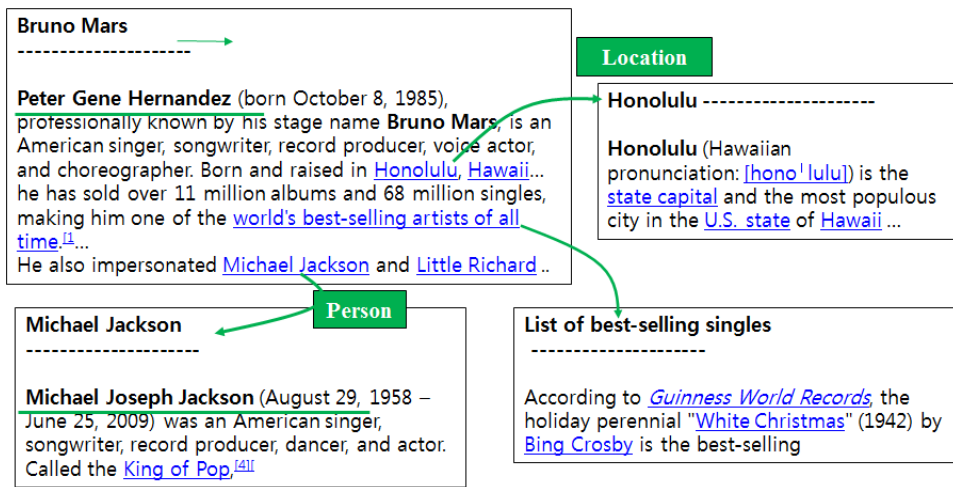 Bruno Mars
---------------------
Peter Gene Hernandez (born October 8, 1985),
professionally known by his stage name Bruno Mars, is an
American singer, songwriter, record producer, voice actor,
and choreographer. Born and raised in Honolulu, Hawaii...
he has sold over 11 million albums and 68 million singles,
making him one of the world's best-selling artists of all
time.[1...
He also impersonated Michael Jackson and Little Richard ..
Location
Honolulu ---------------------
Honolulu (Hawaiian
pronunciation: [honoˈlulu]) is the
state capital and the most populous
city in the U.S. state of Hawaii ...
Person
Michael Jackson
---------------------
Michael Joseph Jackson (August 29, 1958 –
June 25, 2009) was an American singer,
songwriter, record producer, dancer, and actor.
Called the King of Pop,[4][
List of best-selling singles
---------------------
According to Guinness World Records, the
holiday perennial "White Christmas" (1942) by
Bing Crosby is the best-selling